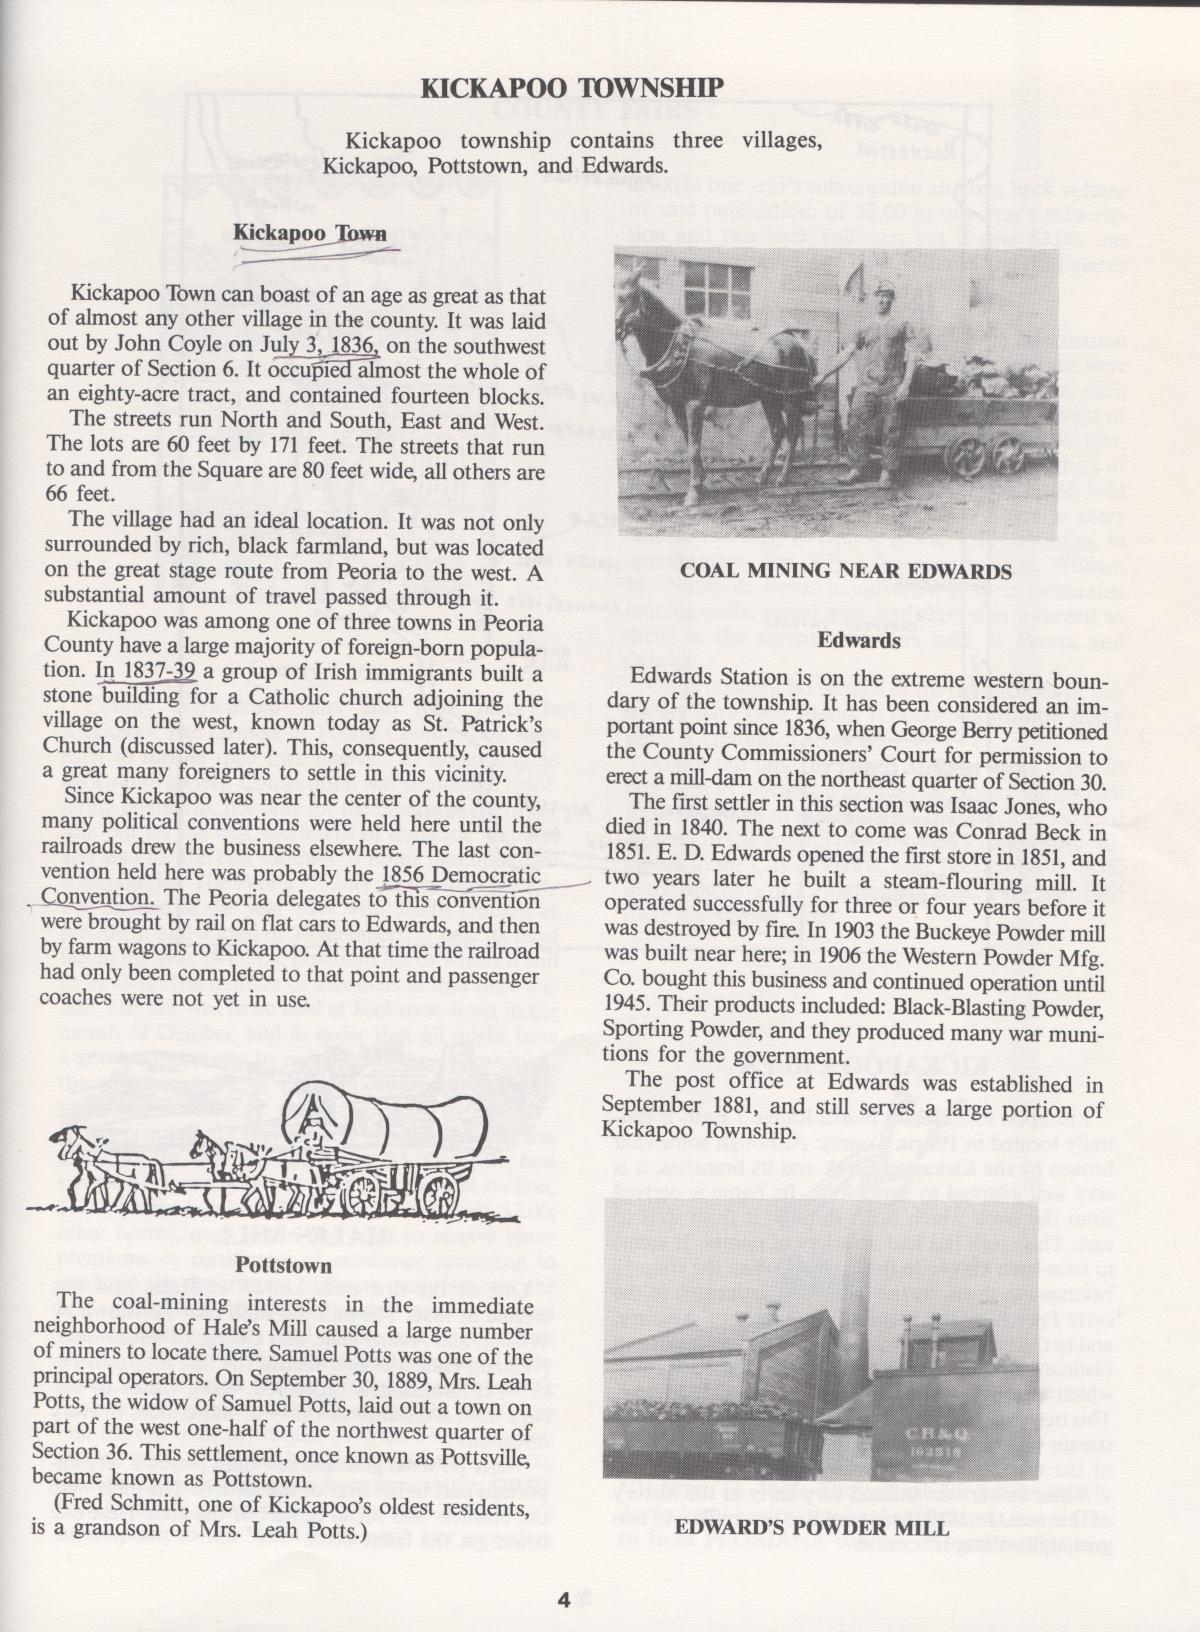 KICKAPOO TOWNSHIP
Kickapoo township contains three villages,
Kickapoo, Pottstown, and Edwards.
Kickapoo Town
Kickapoo Town can boast of an age as great as that
of almost any other village in the county. It was laid
out by John Coyle on July 3, 1836, on the southwest
quarter of Section 6. It occupied almost the whole of
an eighty-acre tract, and contained fourteen blocks.
The streets run North and South, East and West.
The lots are 60 feet by 171 feet. The streets that run
to and from the Square are 80 feet wide, all others are
66 feet.
The village had an ideal location. It was not only
surrounded by rich, black farmland, but was located
on the great stage route from Peoria to the west. A
substantial amount of travel passed through it.
Kickapoo was among one of three towns in Peoria
County have a large majority of foreign-born popula-
tion. In 1837-39 a group of Irish immigrants built a
stone building for a Catholic church adjoining the
village on the west, known today as St. Patrick's
Church (discussed later). This, consequently, caused
a great many foreigners to settle in this vicinity.
Since Kickapoo was near the center of the county,
many political conventions were held here until the
railroads drew the business elsewhere. The last con-
vention held here was probably the 1856 Democratic
Convention. The Peoria delegates to this convention
were brought by rail on flat cars to Edwards, and then
by farm wagons to Kickapoo. At that time the railroad
had only been completed to that point and passenger
coaches were not yet in use.
Pottstown
The coal-mining interests in the immediate
neighborhood of Hale's Mill caused a large number
of miners to locate there. Samuel Potts was one of the
principal operators. On September 30, 1889, Mrs. Leah
Potts, the widow of Samuel Potts, laid out a town on
part of the west one-half of the northwest quarter of
Section 36. This settlement, once known as Pottsville,
became known as Pottstown.
(Fred Schmitt, one of Kickapoo's oldest residents,
is a grandson of Mrs. Leah Potts.)
COAL MINING NEAR EDWARDS
Edwards
Edwards Station is on the extreme western boun-
dary of the township. It has been considered an im-
portant point since 1836, when George Berry petitioned
the County Commissioners' Court for permission to
erect a mill-dam on the northeast quarter of Section 30.
The first settler in this section was Isaac Jones, who
died in 1840. The next to come was Conrad Beck in
1851. E. D. Edwards opened the first store in 1851, and
two years later he built a steam-flouring mill. It
operated successfully for three or four years before it
was destroyed by fire. In 1903 the Buckeye Powder mill
was built near here; in 1906 the Western Powder Mfg.
Co. bought this business and continued operation until
1945. Their products included: Black-Blasting Powder,
Sporting Powder, and they produced many war muni-
tions for the government.
The post office at Edwards was established in
September 1881, and still serves a large portion of
Kickapoo Township.
CB&Q
EDWARD'S POWDER MILL
4